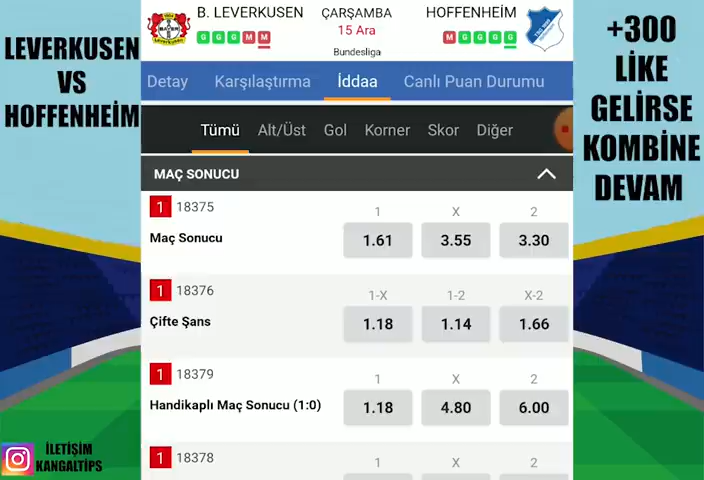 LEVERKUSEN
VS
HOFFENHEİM
B. LEVERKUSEN
G G G M M
ÇARŞAMBA
15 Ara
Bundesliga
HOFFENHEİM
M G G G G
+300
LİKE
GELİRSE
KOMBİNE
DEVAM
Detay Karşılaştırma İddaa Canlı Puan Durumu
Tümü Alt/Üst Gol Korner Skor Diğer
MAÇ SONUCU
1 18375 1 X 2
Maç Sonucu 1.61 3.55 3.30
1 18376 1-X 1-2 X-2
Çifte Şans 1.18 1.14 1.66
1 18379 1 X 2
Handikaplı Maç Sonucu (1:0) 1.18 4.80 6.00
1 18378 1 X 2
İLETİŞİM
KANGALTİPS